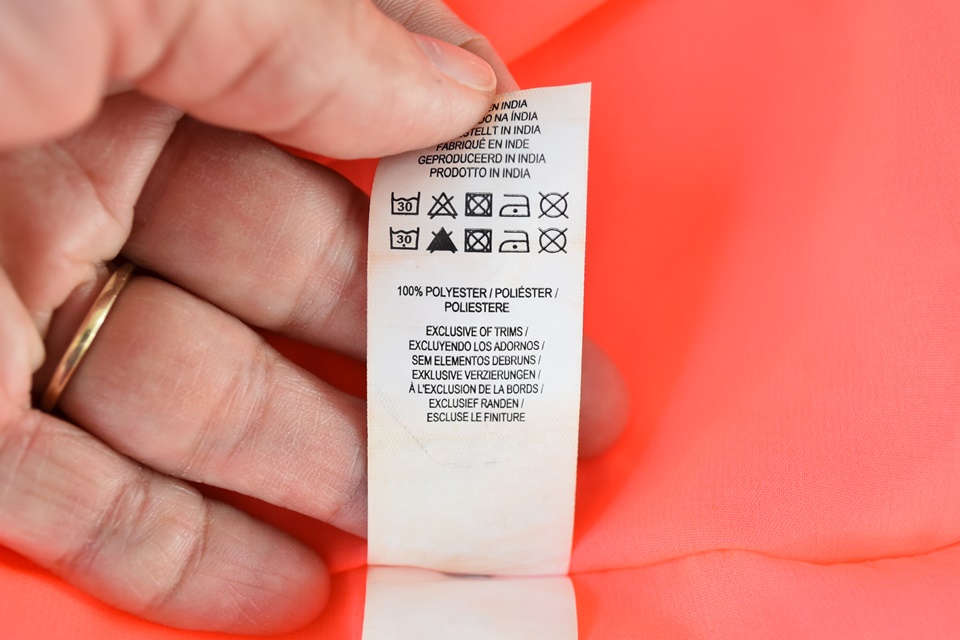 EN INDIA
NA ÍNDIA
IN INDIA
FABRIQUÉ EN INDE
GEPRODUCEERD IN INDIA
PRODOTTO IN INDIA
30
30
100% POLYESTER / POLIÉSTER /
POLIESTERE
EXCLUSIVE OF TRIMS /
EXCLUYENDO LOS ADORNOS /
SEM ELEMENTOS DEBRUNS /
EXKLUSIVE VERZIERUNGEN /
À L'EXCLUSION DE LA BORDS /
EXCLUSIEF RANDEN /
ESCLUSE LE FINITURE